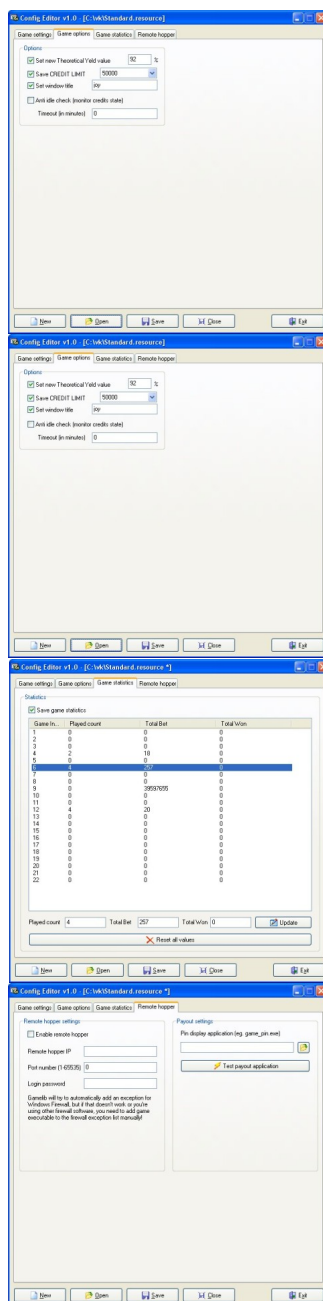 Config Editor v1.0 - [C:\vk\Standard.resource]
Game settings Game options Game statistics Remote hopper
Options
Set new Theoretical Yield value 92 %
Save CREDIT LIMIT 50000
Set window title joy
Anti idle check (monitor credits state)
Timeout (in minutes) 0
New Open Save Close Exit
Config Editor v1.0 - [C:\vk\Standard.resource]
Game settings Game options Game statistics Remote hopper
Options
Set new Theoretical Yield value 92 %
Save CREDIT LIMIT 50000
Set window title joy
Anti idle check (monitor credits state)
Timeout (in minutes) 0
New Open Save Close Exit
Config Editor v1.0 - [C:\vk\Standard.resource *]
Game settings Game options Game statistics Remote hopper
Statistics
Save game statistics
Game In... Played count Total Bet Total Won
1 0 0 0
2 0 0 0
3 0 0 0
4 2 18 0
5 0 0 0
6 4 257 0
7 0 0 0
8 0 0 0
9 0 39597655 0
10 0 0 0
11 0 0 0
12 4 20 0
13 0 0 0
14 0 0 0
15 0 0 0
16 0 0 0
17 0 0 0
18 0 0 0
19 0 0 0
20 0 0 0
21 0 0 0
22 0 0 0
Played count 4 Total Bet 257 Total Won 0 Update
Reset all values
New Open Save Close Exit
Config Editor v1.0 - [C:\vk\Standard.resource *]
Game settings Game options Game statistics Remote hopper
Remote hopper settings
Enable remote hopper
Remote hopper IP
Port number (1-65535) 0
Login password
Gamelib will try to automatically add an exception for
Windows Firewall, but if that doesn't work or you're
using other firewall software, you need to add game
executable to the firewall exception list manually!
Payout settings
Pin display application (eg. game_pin.exe)
Test payout application
New Open Save Close Exit